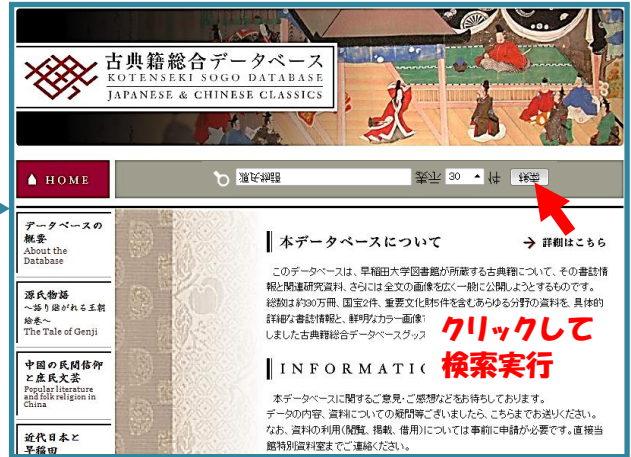 古典籍総合データベース
KOTENSEKI SOGO DATABASE
JAPANESE & CHINESE CLASSICS
HOME
源氏物語 表示 30 件 検索
データベースの
概要
About the
Database
源氏物語
～語り継がれる王朝
絵巻～
The Tale of Genji
中国の民間信仰
と庶民文芸
Popular literature
and folk religion in
China
近代日本と
早稲田
本データベースについて → 詳細はこちら
このデータベースは、早稲田大学図書館が所蔵する古典籍について、その書誌情
報と関連研究資料、さらには全文の画像を広く一般に公開しようとするものです。
総数は約30万冊、国宝2件、重要文化財5件を含むあらゆる分野の資料を、具体的
詳細な書誌情報と、鮮明なカラー画像
しました古典籍総合データベースグッズ
クリックして
検索実行
INFORMATIO
本データベースに関するご意見・ご感想などをお待ちしております。
データの内容、資料についての疑問等ございましたら、こちらまでお送りください。
なお、資料の利用(閲覧、掲載、借用)については事前に申請が必要です。直接当
館特別資料室までご連絡ください。